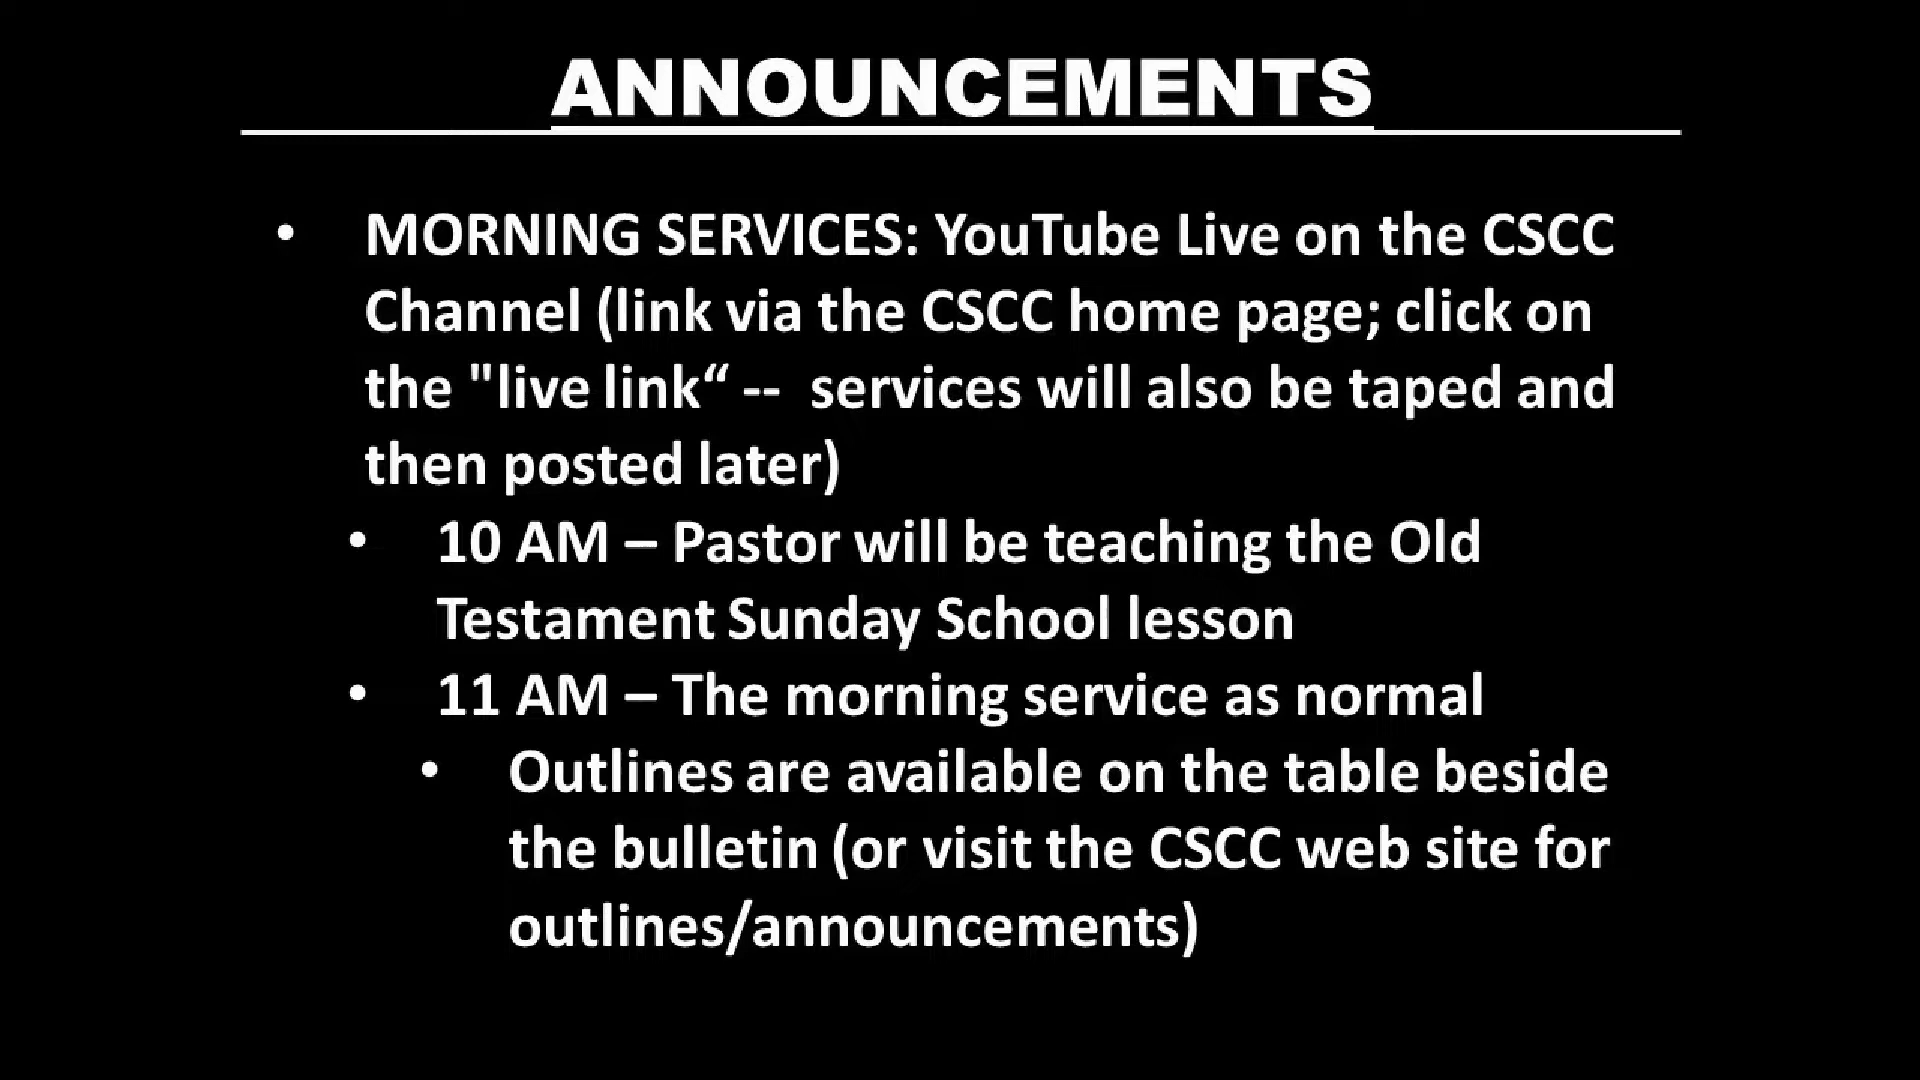 ANNOUNCEMENTS
• MORNING SERVICES: YouTube Live on the CSCC
Channel (link via the CSCC home page; click on
the "live link“ --  services will also be taped and
then posted later)
• 10 AM – Pastor will be teaching the Old
Testament Sunday School lesson
• 11 AM – The morning service as normal
• Outlines are available on the table beside
the bulletin (or visit the CSCC web site for
outlines/announcements)